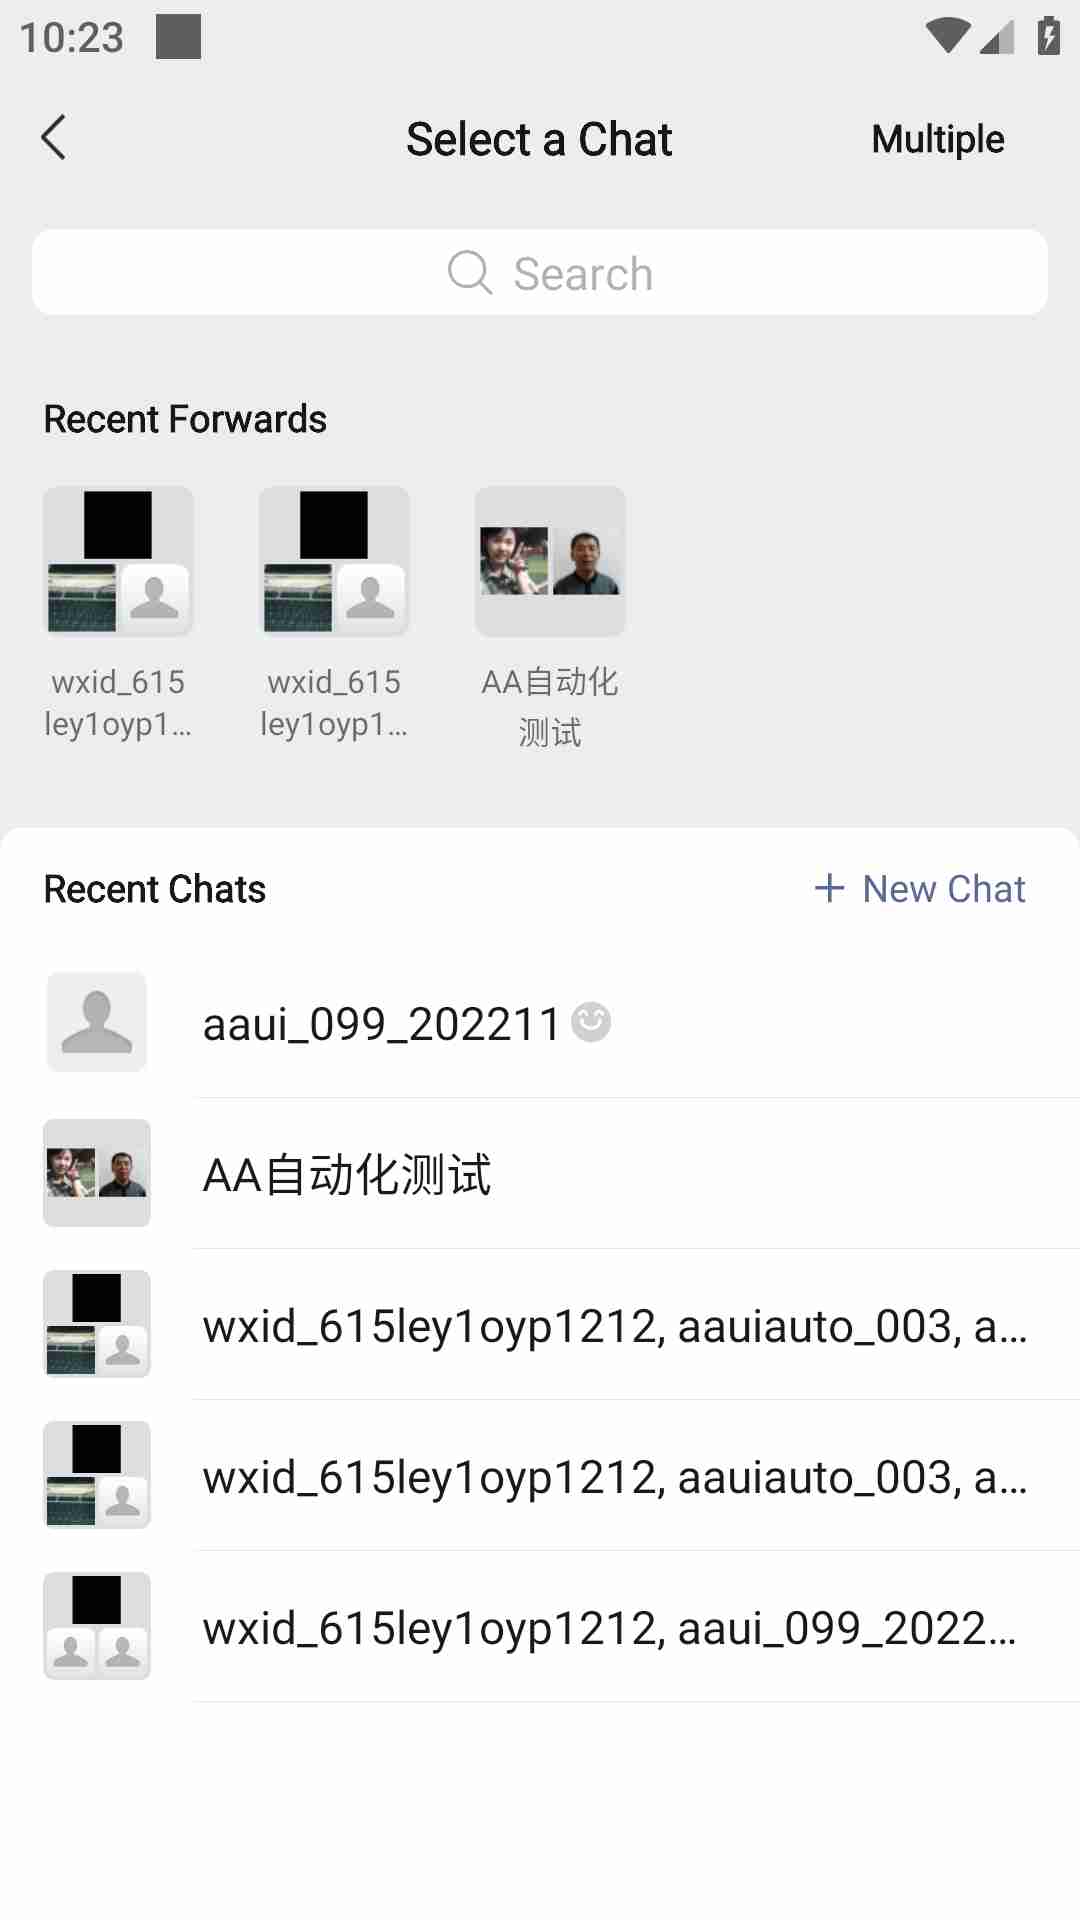 10:23
Select a Chat
Multiple
Search
Recent Forwards
wxid_615
ley1oyp1...
wxid_615
ley1oyp1...
AA自动化
测试
Recent Chats
+ New Chat
aaui_099_202211
AA自动化测试
wxid_615ley1oyp1212, aauiauto_003, a...
wxid_615ley1oyp1212, aauiauto_003, a...
wxid_615ley1oyp1212, aaui_099_2022...